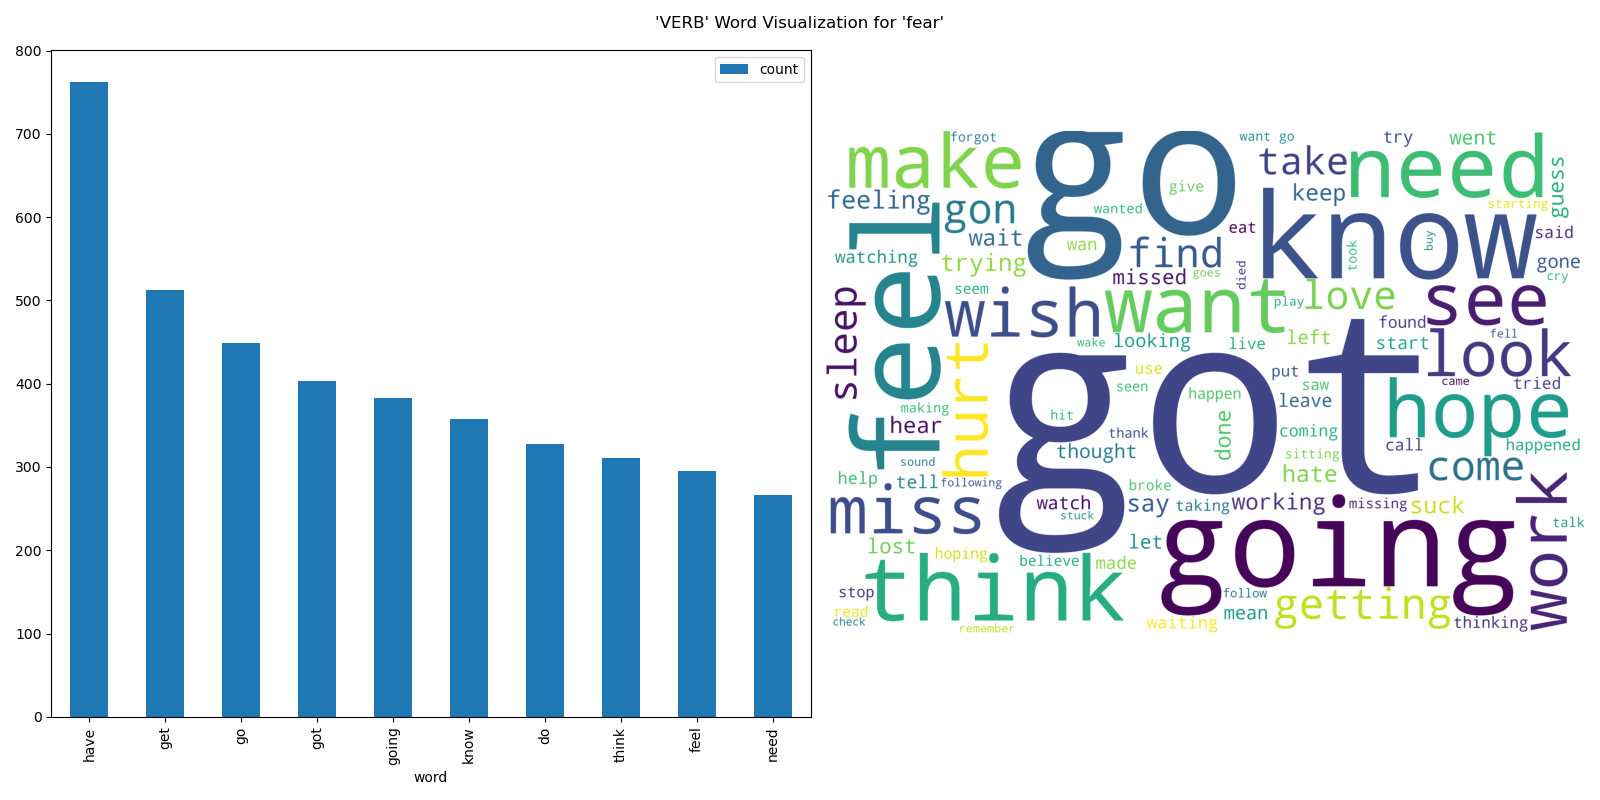 'VERB' Word Visualization for 'fear'
count
800
700
600
500
400
300
200
100
0
have
get
go
got
going
know
do
think
feel
need
word
forgot
go
want go
try
went
make
take
need
guess
feeling
gon
give
keep
starting
wanted
know
said
wait
wan
find
eat
took
buy
gone
watching
trying
missed
goes
died
cry
feel
seem
wish
want
play
love
see
sleep
found
fell
wake
looking
live
left
start
look
hurt
use
put
came
tried
seen
saw
making
happen
leave
hope
hit
got
hear
thank
done
coming
call
happened
sound
thought
sitting
help
tell
following
broke
hate
come
miss
watch
say
taking
working
missing
suck
work
stuck
talk
lost
hoping
believe
made
let
going
think
stop
follow
getting
read
mean
check
remember
waiting
thinking